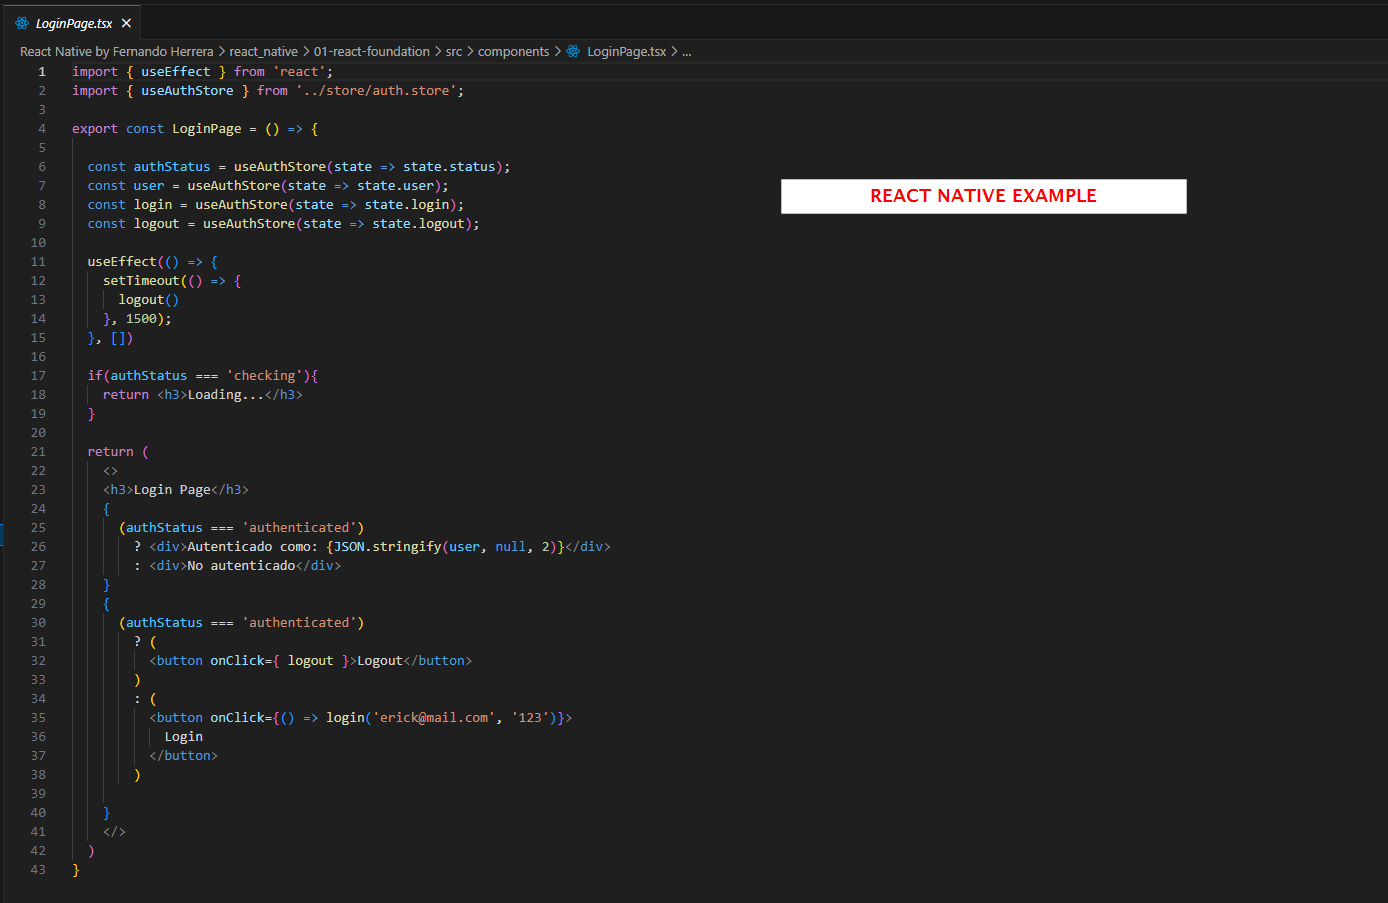 LoginPage.tsx
React Native by Fernando Herrera > react_native > 01-react-foundation > src > components > LoginPage.tsx > ...
1 import { useEffect } from 'react';
2 import { useAuthStore } from '../store/auth.store';
3
4 export const LoginPage = () => {
5
6 const authStatus = useAuthStore(state => state.status);
7 const user = useAuthStore(state => state.user);
REACT NATIVE EXAMPLE
8 const login = useAuthStore(state => state.login);
9 const logout = useAuthStore(state => state.logout);
10
11 useEffect(() => {
12 setTimeout(() => {
13 logout()
14 }, 1500);
15 }, [])
16
17 if(authStatus === 'checking'){
18 return <h3>Loading...</h3>
19 }
20
21 return (
22 <>
23 <h3>Login Page</h3>
24 {
25 (authStatus === 'authenticated')
26 ? <div>Autenticado como: {JSON.stringify(user, null, 2)}</div>
27 : <div>No autenticado</div>
28 }
29 {
30 (authStatus === 'authenticated')
31 ? (
32 <button onClick={ logout }>Logout</button>
33 )
34 : (
35 <button onClick={() => login('erick@mail.com', '123')}>
36 Login
37 </button>
38 )
39
40 }
41 </>
42 )
43 }